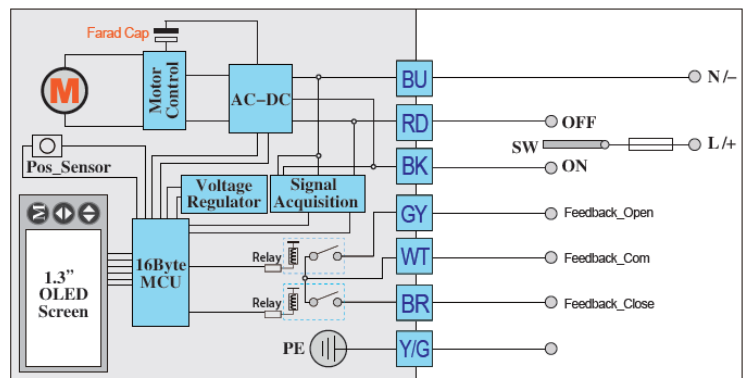 Farad Cap
M
Motor
Control
AC-DC
BU
N/-
RD
OFF
SW
L/+
Pos_Sensor
BK
ON
Voltage
Regulator
Signal
Acquisition
M
GY
Feedback_Open
1.3”
OLED
Screen
16Byte
MCU
Relay
WT
Feedback_Com
Relay
BR
Feedback_Close
PE
Y/G